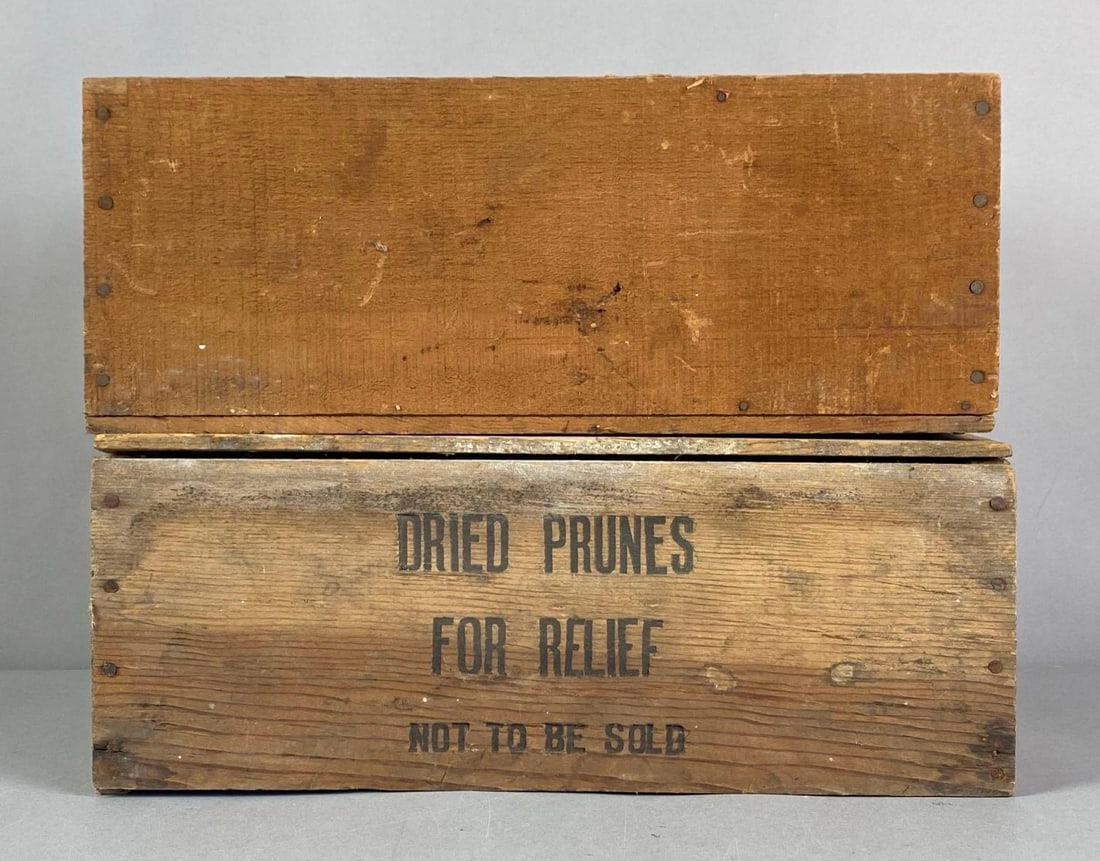 DRIED PRUNES
FOR RELIEF
NOT TO BE SOLD